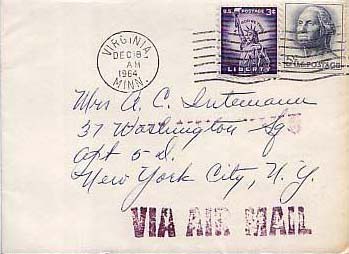 VIRGINIA,
DEC 18
AM
1964
MINN.
U.S. POSTAGE 3¢
LIBERTY
5¢ U.S. POSTAGE
Mrs A. C. Intemann
37 Washington Sq
Apt 5 D.
New York City, N.Y.
VIA AIR MAIL